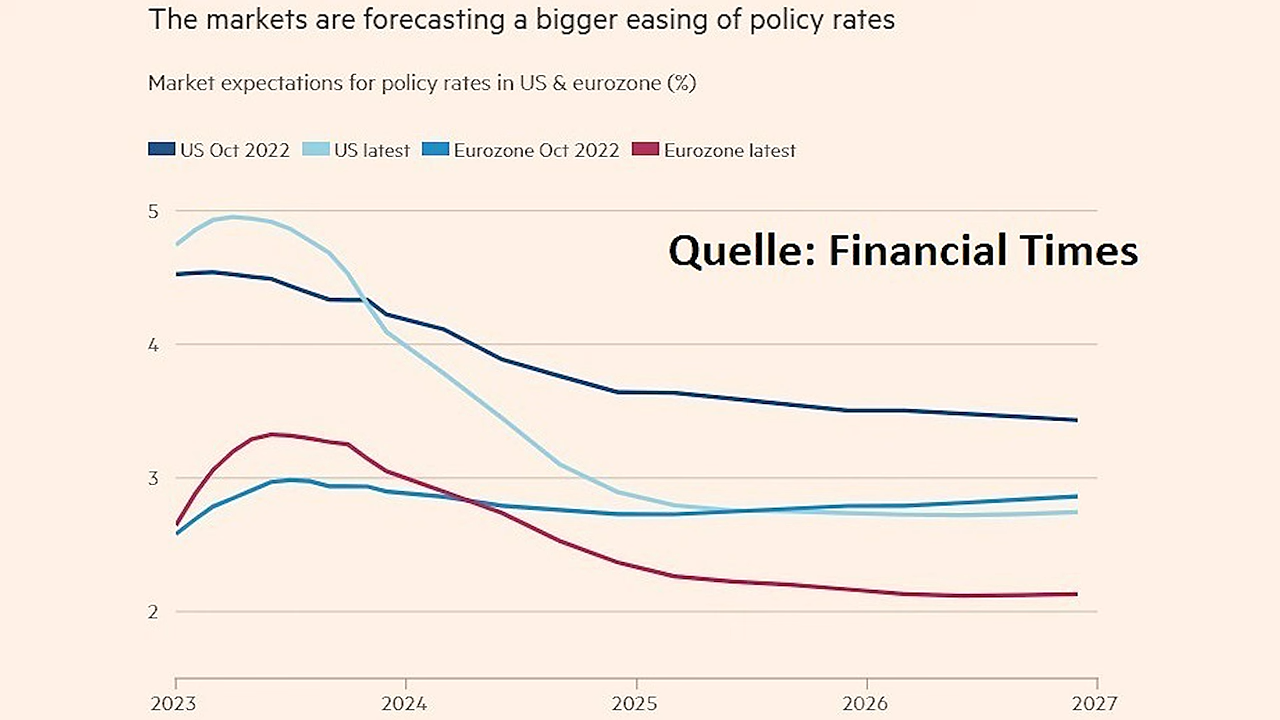 The markets are forecasting a bigger easing of policy rates
Market expectations for policy rates in US & eurozone (%)
US Oct 2022 US latest Eurozone Oct 2022 Eurozone latest
5
Quelle: Financial Times
4
3
2
2023 2024 2025 2026 2027